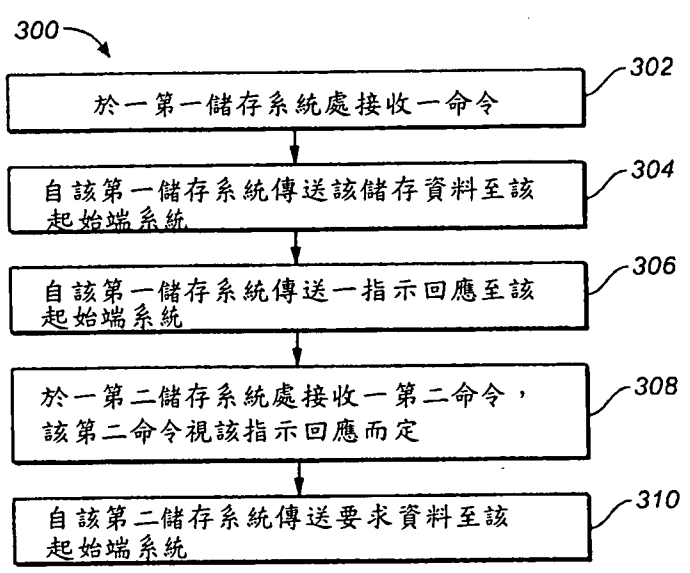 300
302
於一第一儲存系統處接收一命令
304
自該第一儲存系統傳送該儲存資料至該
起始端系統
306
自該第一儲存系統傳送一指示回應至該
起始端系統
308
於一第二儲存系統處接收一第二命令，
該第二命令視該指示回應而定
310
自該第二儲存系統傳送要求資料至該
起始端系統